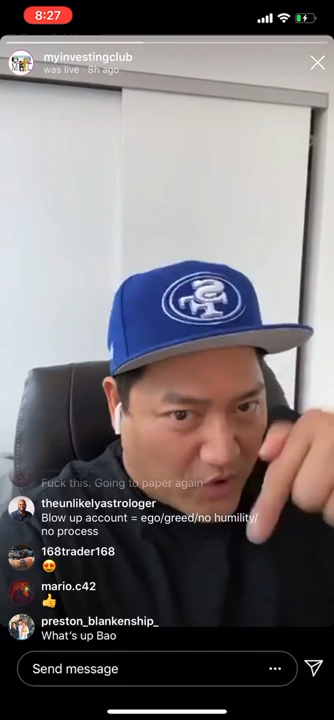 8:27
myinvestingclub
was live · 8h ago
Fuck this. Going to paper again
theunlikelyastrologer
Blow up account = ego/greed/no humility/
no process
168trader168
mario.c42
preston_blankenship_
What's up Bao
Send message